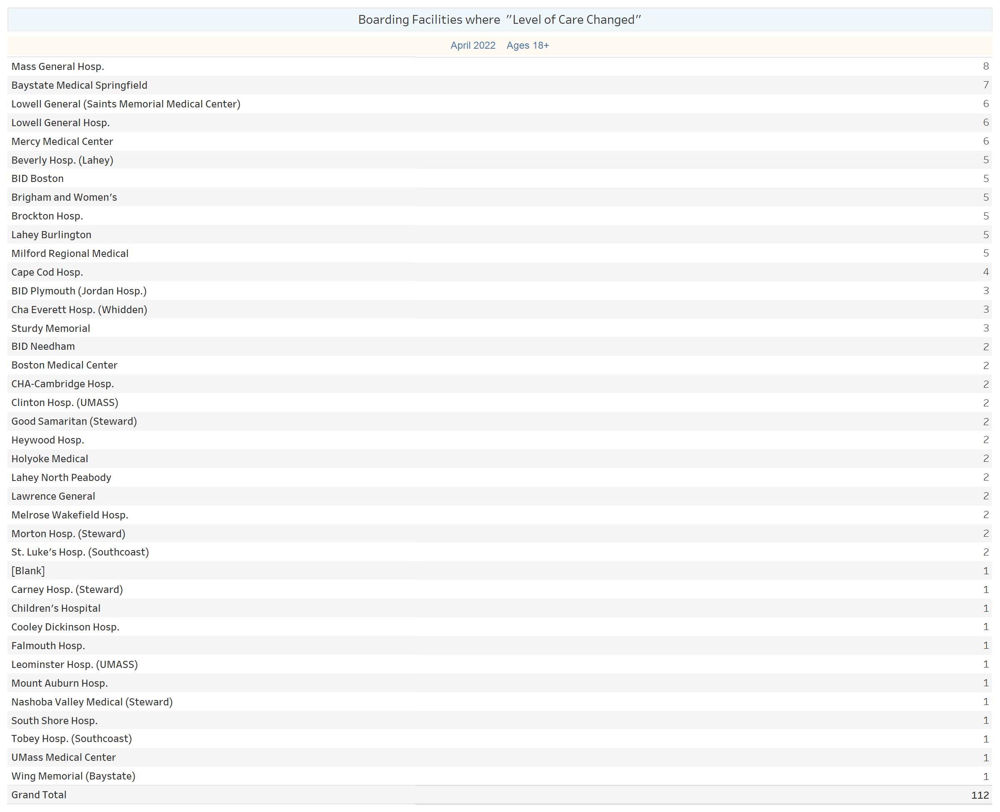 Boarding Facilities where "Level of Care Changed"
April 2022 Ages 18+
Mass General Hosp. 8
Baystate Medical Springfield 7
Lowell General (Saints Memorial Medical Center) 6
Lowell General Hosp. 6
Mercy Medical Center 6
Beverly Hosp. (Lahey) 5
BID Boston 5
Brigham and Women's 5
Brockton Hosp. 5
Lahey Burlington 5
Milford Regional Medical 5
Cape Cod Hosp. 4
BID Plymouth (Jordan Hosp.) 3
Cha Everett Hosp. (Whidden) 3
Sturdy Memorial 3
BID Needham 2
Boston Medical Center 2
CHA-Cambridge Hosp. 2
Clinton Hosp. (UMASS) 2
Good Samaritan (Steward) 2
Heywood Hosp. 2
Holyoke Medical 2
Lahey North Peabody 2
Lawrence General 2
Melrose Wakefield Hosp. 2
Morton Hosp. (Steward) 2
St. Luke's Hosp. (Southcoast) 2
[Blank] 1
Carney Hosp. (Steward) 1
Children's Hospital 1
Cooley Dickinson Hosp. 1
Falmouth Hosp. 1
Leominster Hosp. (UMASS) 1
Mount Auburn Hosp. 1
Nashoba Valley Medical (Steward) 1
South Shore Hosp. 1
Tobey Hosp. (Southcoast) 1
UMass Medical Center 1
Wing Memorial (Baystate) 1
Grand Total 112